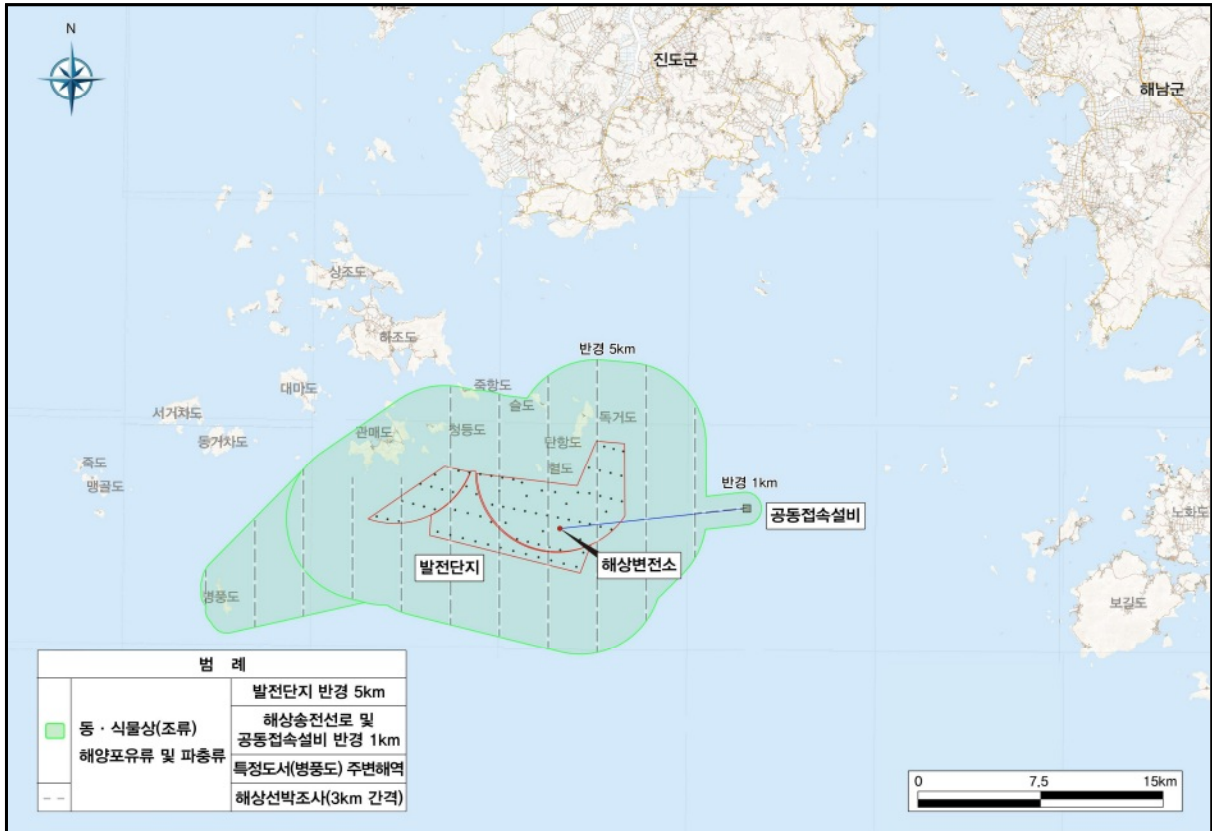 N
진도군
해남군
상조도
하조도
반경 5km
대마도
죽항도
슬도
서거차도
독거도
관매도
청등도
동거차도
단항도
혈도
죽도
맹골도
반경 1km
공동접속설비
노화도
발전단지
해상변전소
병풍도
보길도
범 례
동·식물상(조류)
해양포유류 및 파충류
발전단지 반경 5km
해상송전선로 및
공동접속설비 반경 1km
특정도서(병풍도) 주변해역
해상선박조사(3km 간격)
0 7.5 15km